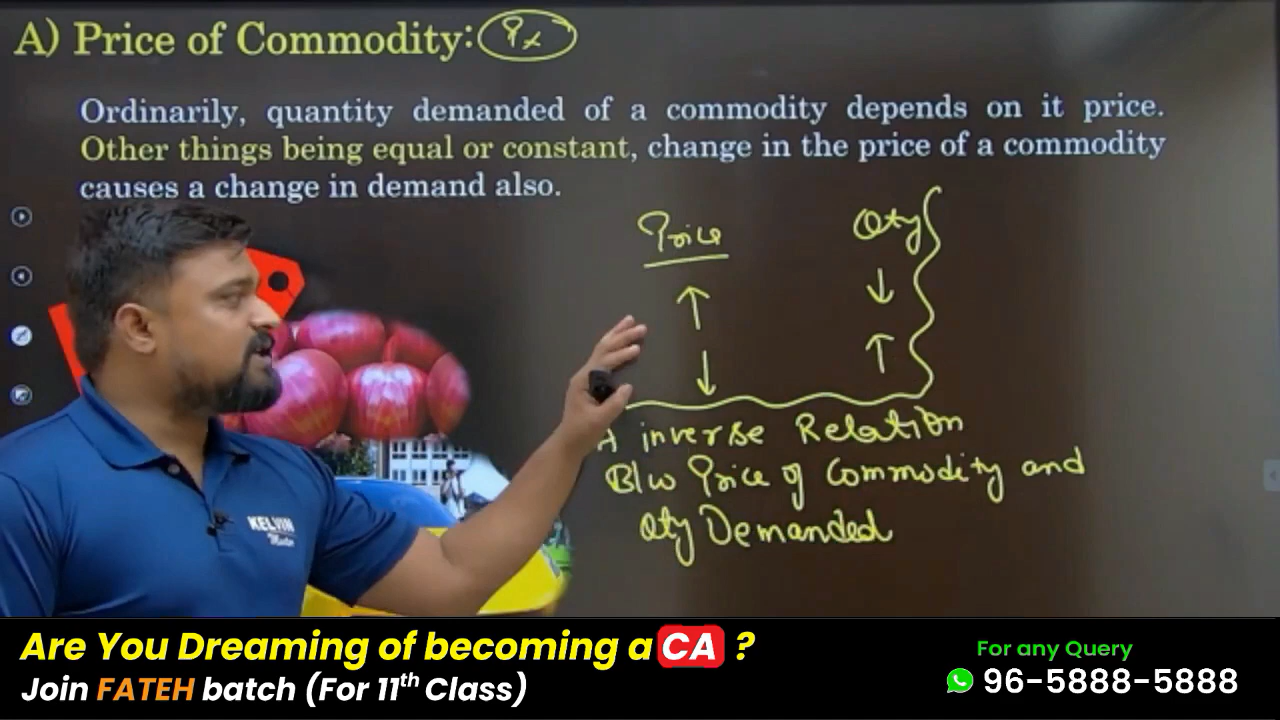 A) Price of Commodity: Px
Ordinarily, quantity demanded of a commodity depends on it price.
Other things being equal or constant, change in the price of a commodity
causes a change in demand also.
Price Qty
↑ ↓
↓ ↑
A inverse Relation
B/w Price of Commodity and
Qty Demanded
KELVIN
Are You Dreaming of becoming a CA ?
Join FATEH batch (For 11th Class)
For any Query
96-5888-5888